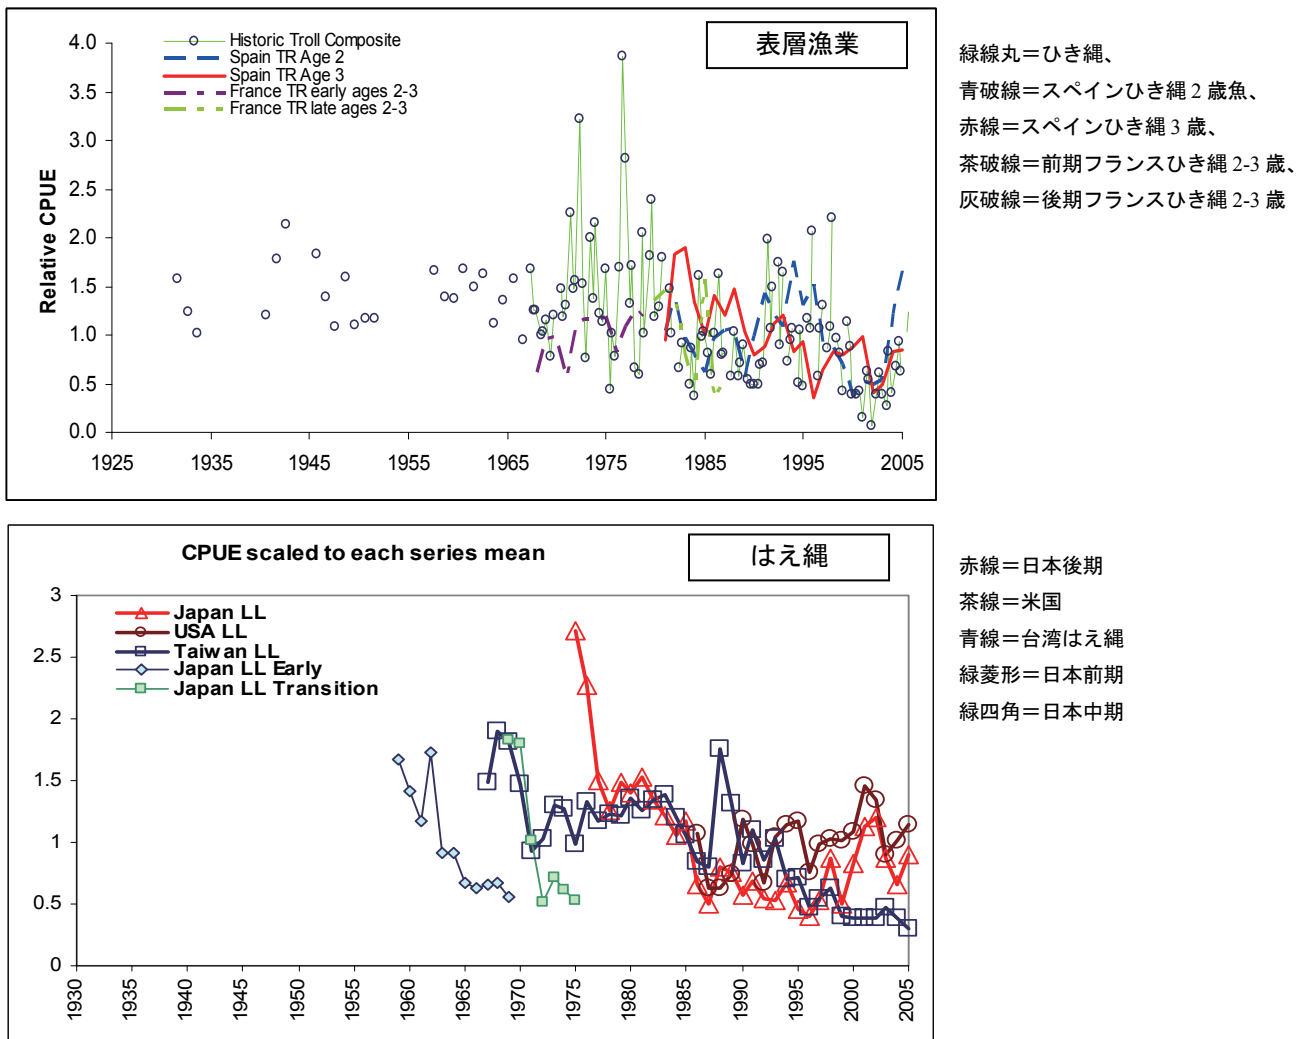 表層漁業
Historic Troll Composite
Spain TR Age 2
Spain TR Age 3
France TR early ages 2-3
France TR late ages 2-3
Relative CPUE
4.0
3.5
3.0
2.5
2.0
1.5
1.0
0.5
0.0
1925 1935 1945 1955 1965 1975 1985 1995 2005
緑線丸＝ひき縄、
青破線＝スペインひき縄 2 歳魚、
赤線＝スペインひき縄 3 歳、
茶破線＝前期フランスひき縄 2-3 歳、
灰破線＝後期フランスひき縄 2-3 歳
CPUE scaled to each series mean
はえ縄
Japan LL
USA LL
Taiwan LL
Japan LL Early
Japan LL Transition
3
2.5
2
1.5
1
0.5
0
1930 1935 1940 1945 1950 1955 1960 1965 1970 1975 1980 1985 1990 1995 2000 2005
赤線＝日本後期
茶線＝米国
青線＝台湾はえ縄
緑菱形＝日本前期
緑四角＝日本中期